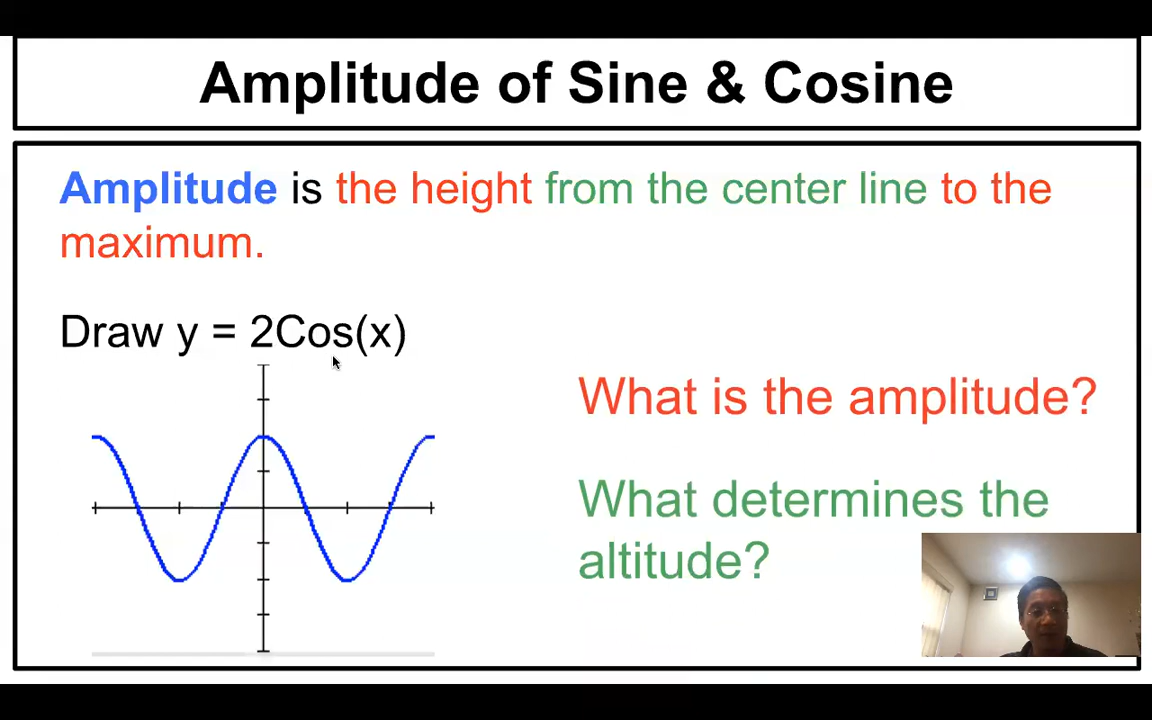 Amplitude of Sine & Cosine
Amplitude is the height from the center line to the
maximum.
Draw y = 2Cos(x)
What is the amplitude?
What determines the
altitude?